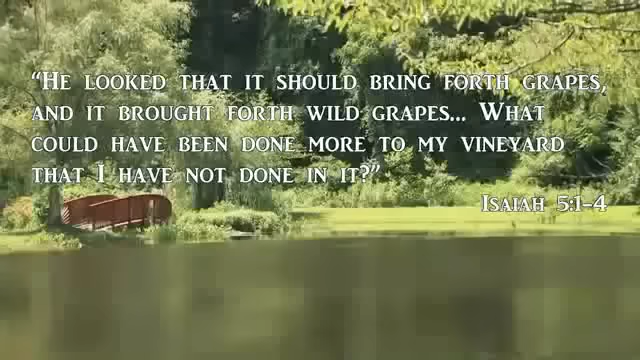 “He looked that it should bring forth grapes,
and it brought forth wild grapes... What
could have been done more to my vineyard
that I have not done in it?”
Isaiah 5:1-4